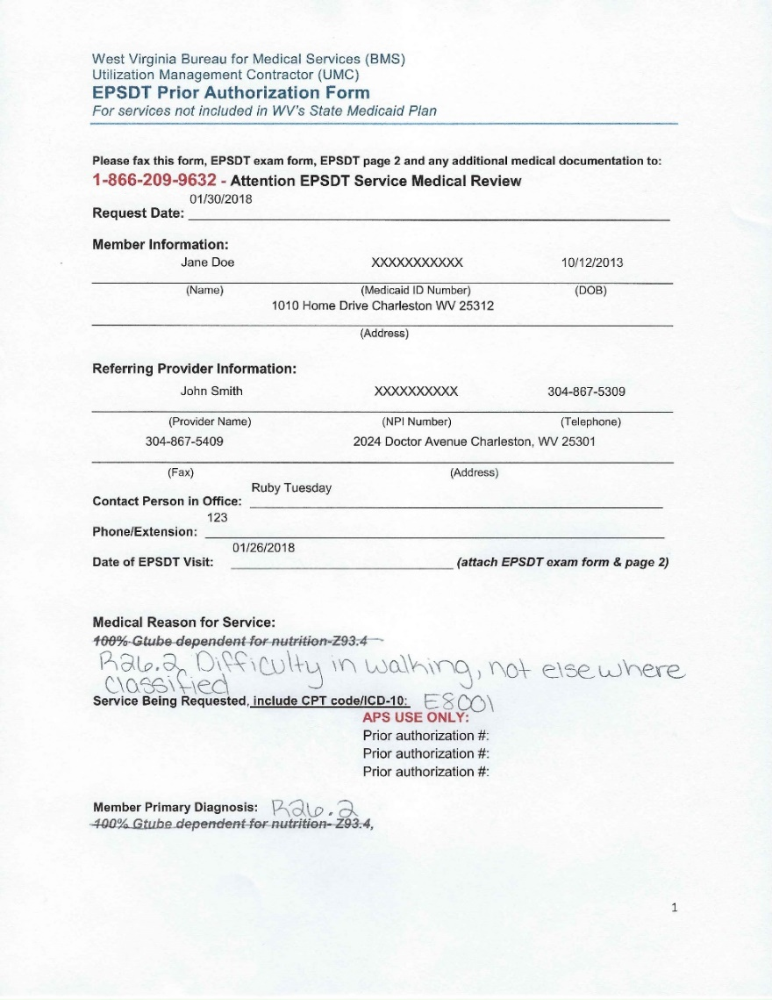 West Virginia Bureau for Medical Services (BMS)
Utilization Management Contractor (UMC)
EPSDT Prior Authorization Form
For services not included in WV's State Medicaid Plan
Please fax this form, EPSDT exam form, EPSDT page 2 and any additional medical documentation to:
1-866-209-9632 - Attention EPSDT Service Medical Review
01/30/2018
Request Date:
Member Information:
Jane Doe XXXXXXXXXXX 10/12/2013
(Name) (Medicaid ID Number) (DOB)
1010 Home Drive Charleston WV 25312
(Address)
Referring Provider Information:
John Smith XXXXXXXXXX 304-867-5309
(Provider Name) (NPI Number) (Telephone)
304-867-5409 2024 Doctor Avenue Charleston, WV 25301
(Fax) (Address)
Ruby Tuesday
Contact Person in Office:
123
Phone/Extension:
01/26/2018
Date of EPSDT Visit: (attach EPSDT exam form & page 2)
Medical Reason for Service:
100% Gtube dependent for nutrition-Z93.4
R26.2 Difficulty in walking, not elsewhere
classified
Service Being Requested, include CPT code/ICD-10: E8001
APS USE ONLY:
Prior authorization #:
Prior authorization #:
Prior authorization #:
Member Primary Diagnosis: R26.2
100% Gtube dependent for nutrition- Z93.4,
1